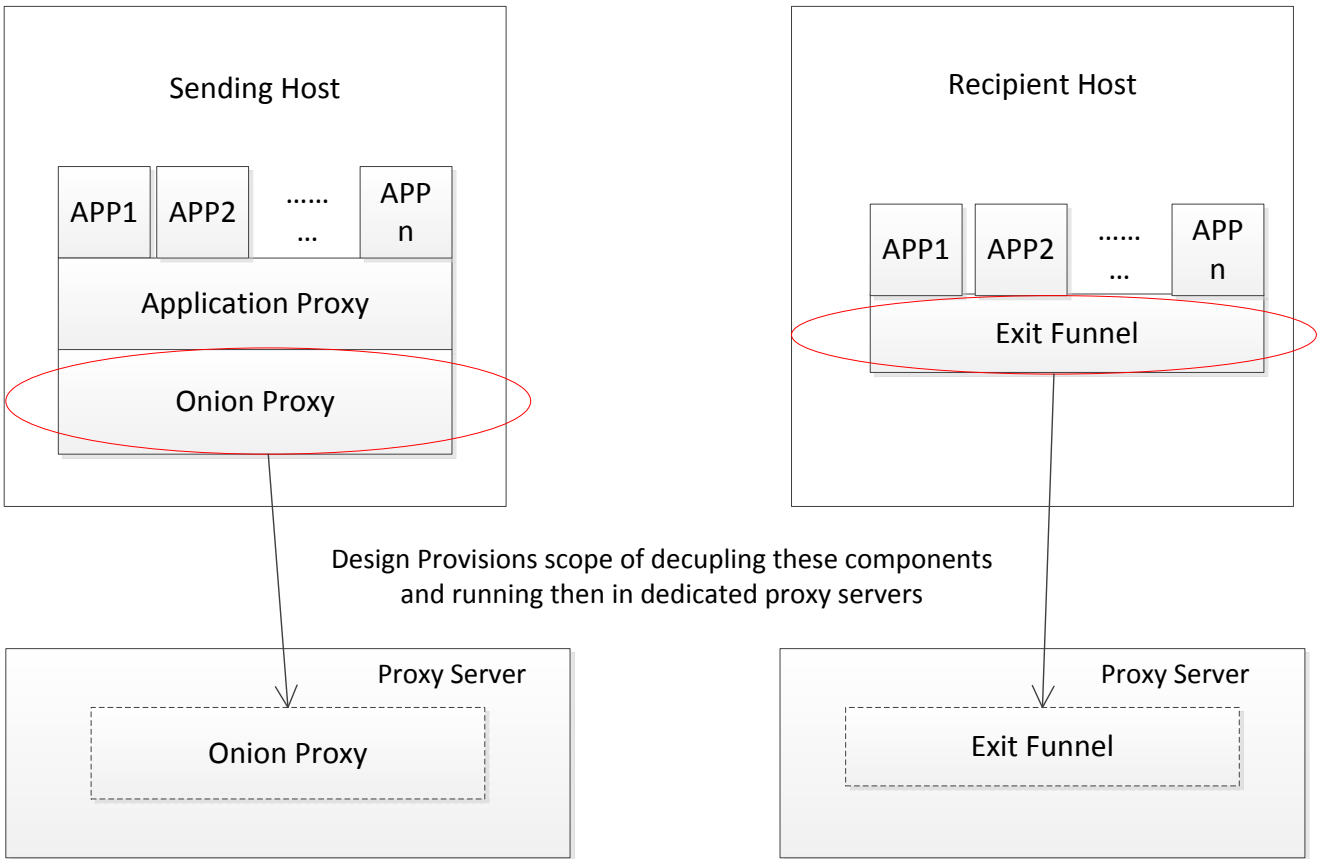 Sending Host
APP1 APP2 ...... APP
... n
Application Proxy
Onion Proxy
Recipient Host
APP1 APP2 ...... APP
... n
Exit Funnel
Design Provisions scope of decupling these components
and running then in dedicated proxy servers
Proxy Server
Onion Proxy
Proxy Server
Exit Funnel